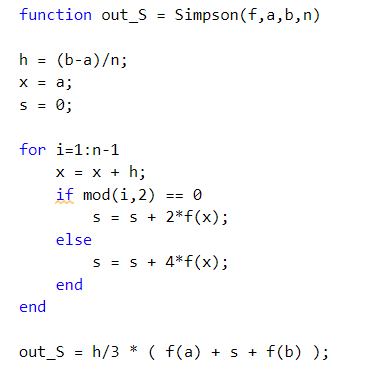 function out_S = Simpson(f,a,b,n)
h = (b-a)/n;
x = a;
s = 0;
for i=1:n-1
x = x + h;
if mod(i,2) == 0
s = s + 2*f(x);
else
s = s + 4*f(x);
end
end
out_S = h/3 * ( f(a) + s + f(b) );